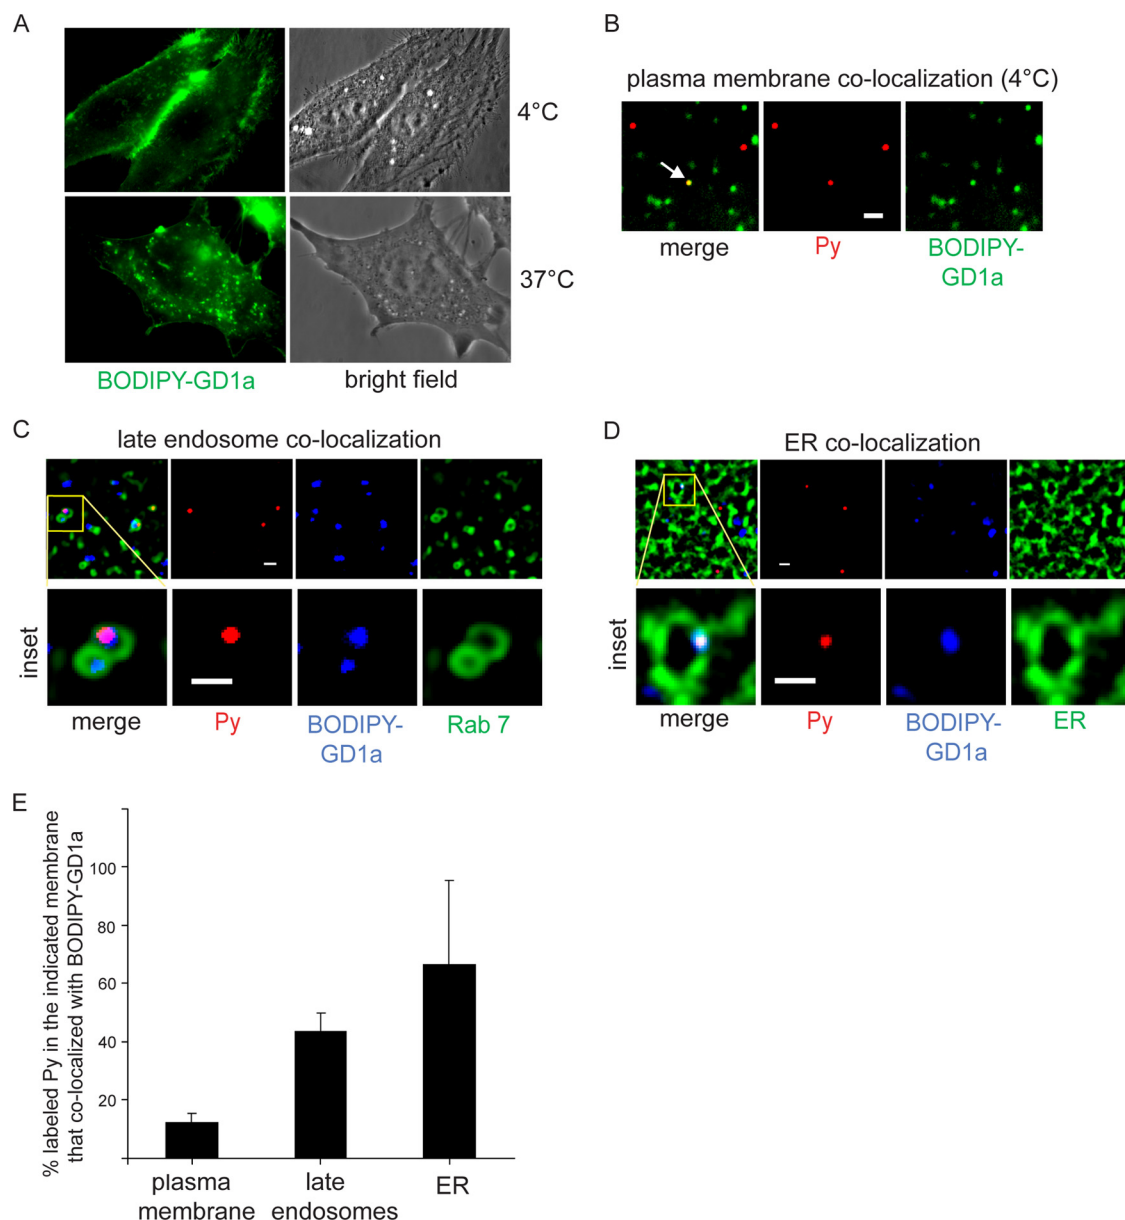 A
4°C
37°C
BODIPY-GD1a
bright field
B
plasma membrane co-localization (4°C)
merge
Py
BODIPY-
GD1a
C
late endosome co-localization
inset
merge
Py
BODIPY-
GD1a
Rab 7
D
ER co-localization
inset
merge
Py
BODIPY-
GD1a
ER
E
% labeled Py in the indicated membrane
that co-localized with BODIPY-GD1a
100
80
60
40
20
plasma
membrane
late
endosomes
ER